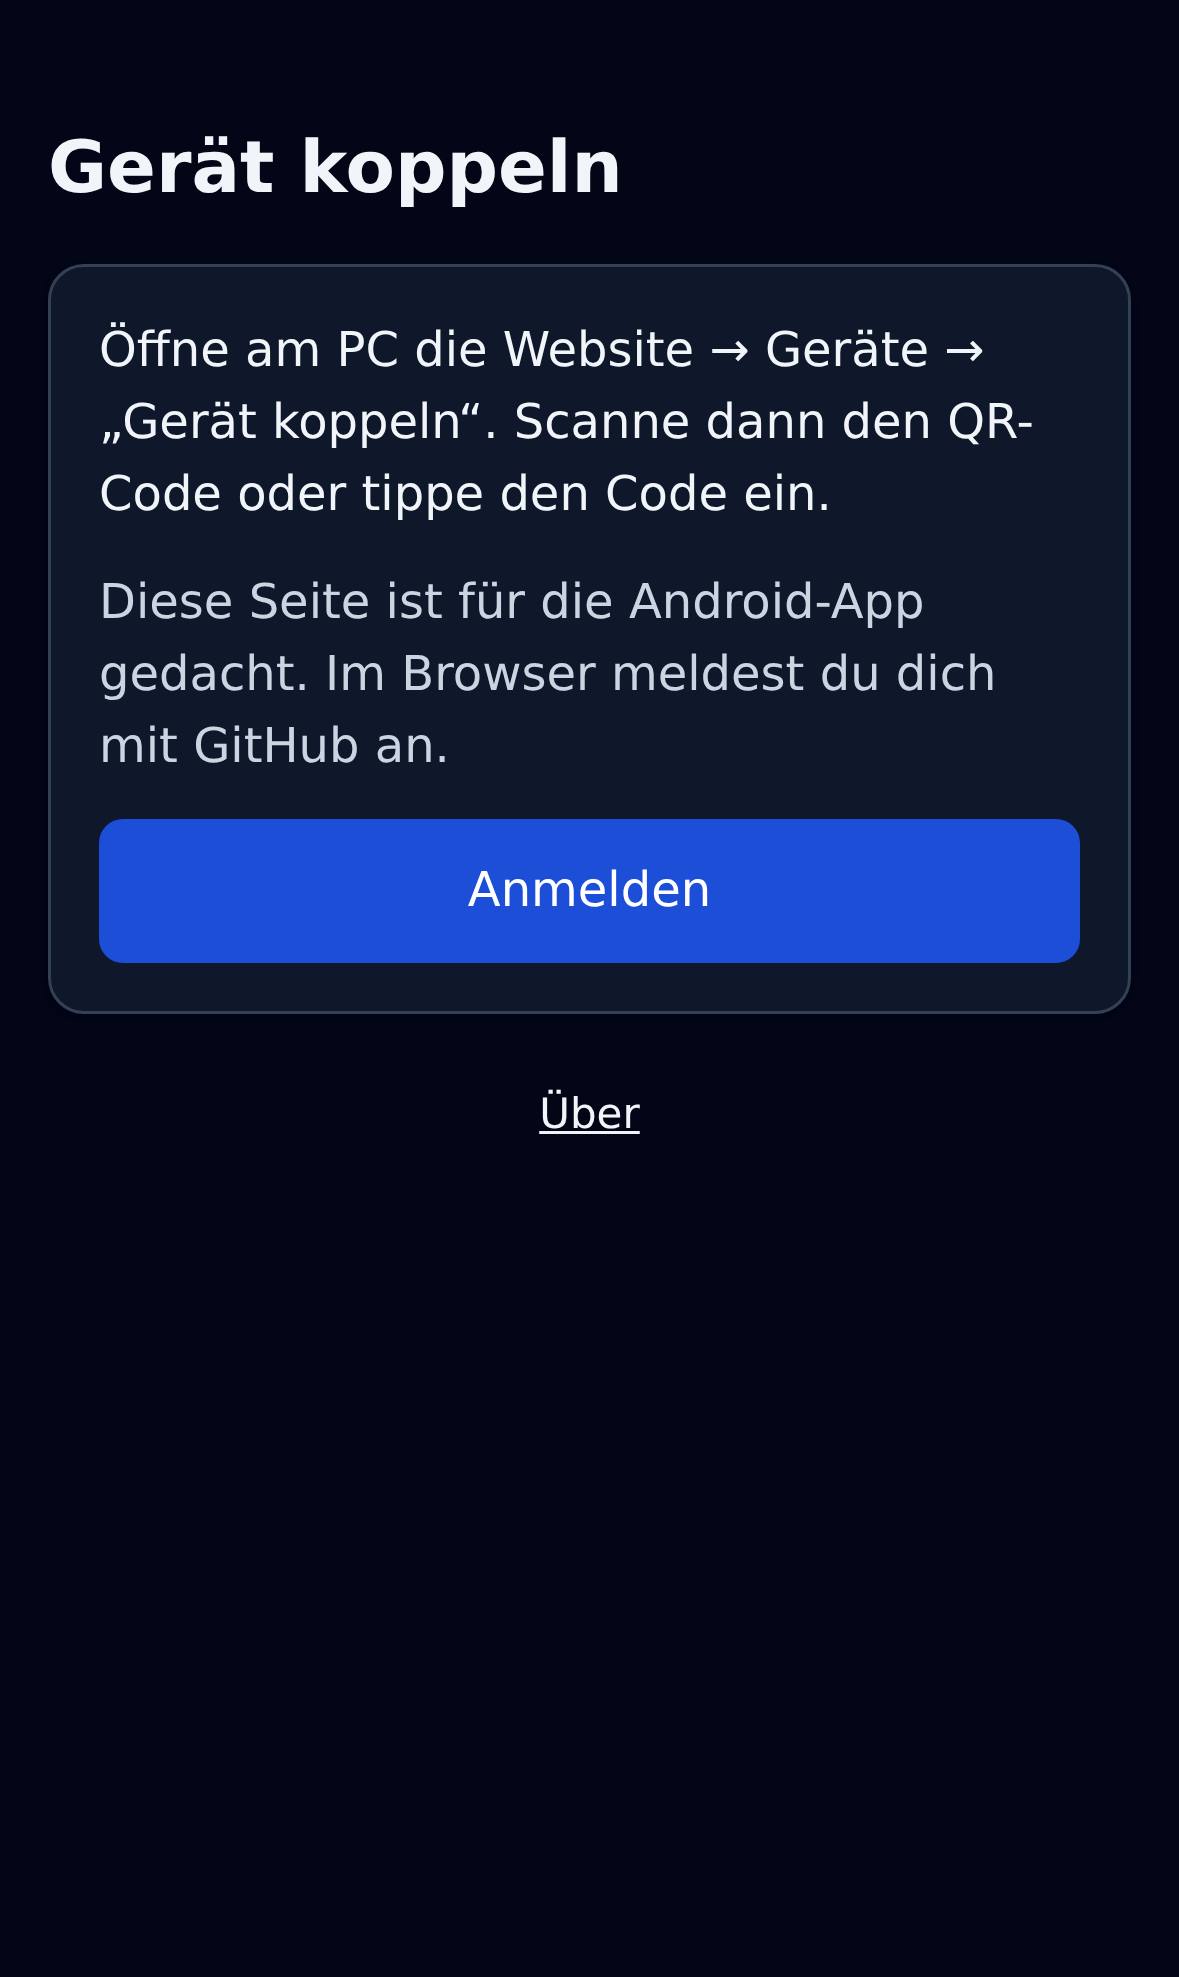 Gerät koppeln
Öffne am PC die Website → Geräte →
„Gerät koppeln“. Scanne dann den QR-
Code oder tippe den Code ein.
Diese Seite ist für die Android-App
gedacht. Im Browser meldest du dich
mit GitHub an.
Anmelden
Über